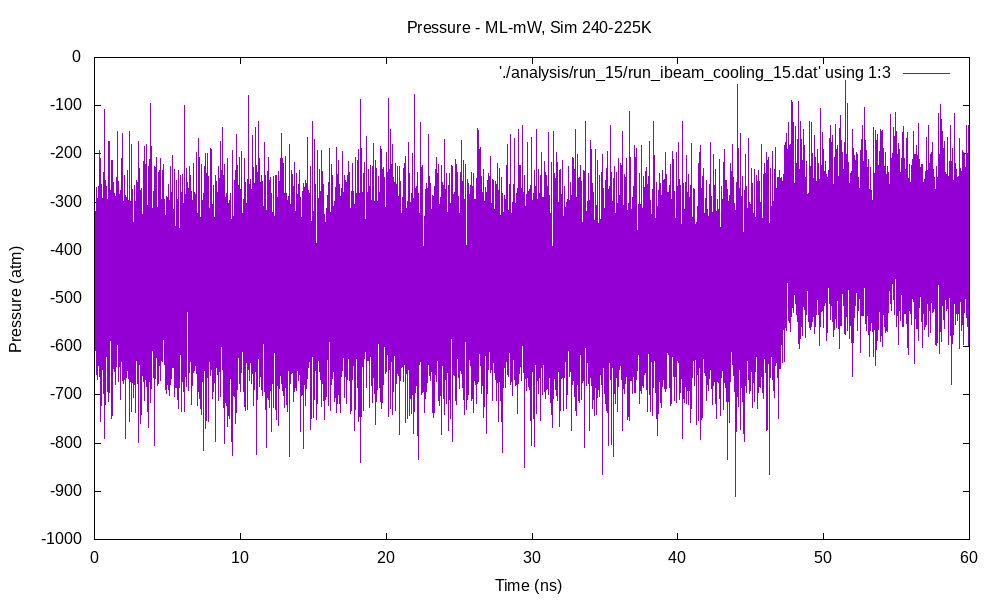 Pressure - ML-mW, Sim 240-225K
'./analysis/run_15/run_ibeam_cooling_15.dat' using 1:3
0
-100
-200
-300
-400
-500
-600
-700
-800
-900
-1000
Pressure (atm)
0 10 20 30 40 50 60
Time (ns)